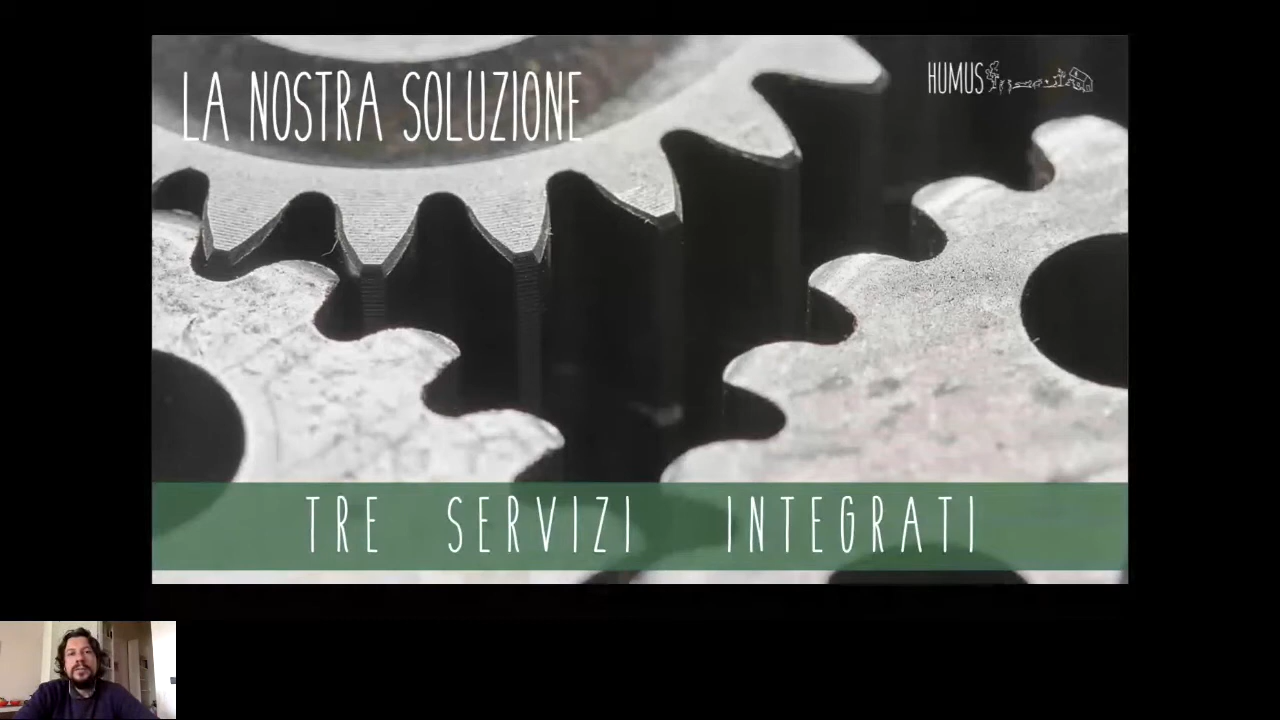 LA NOSTRA SOLUZIONE
HUMUS
TRE SERVIZI INTEGRATI